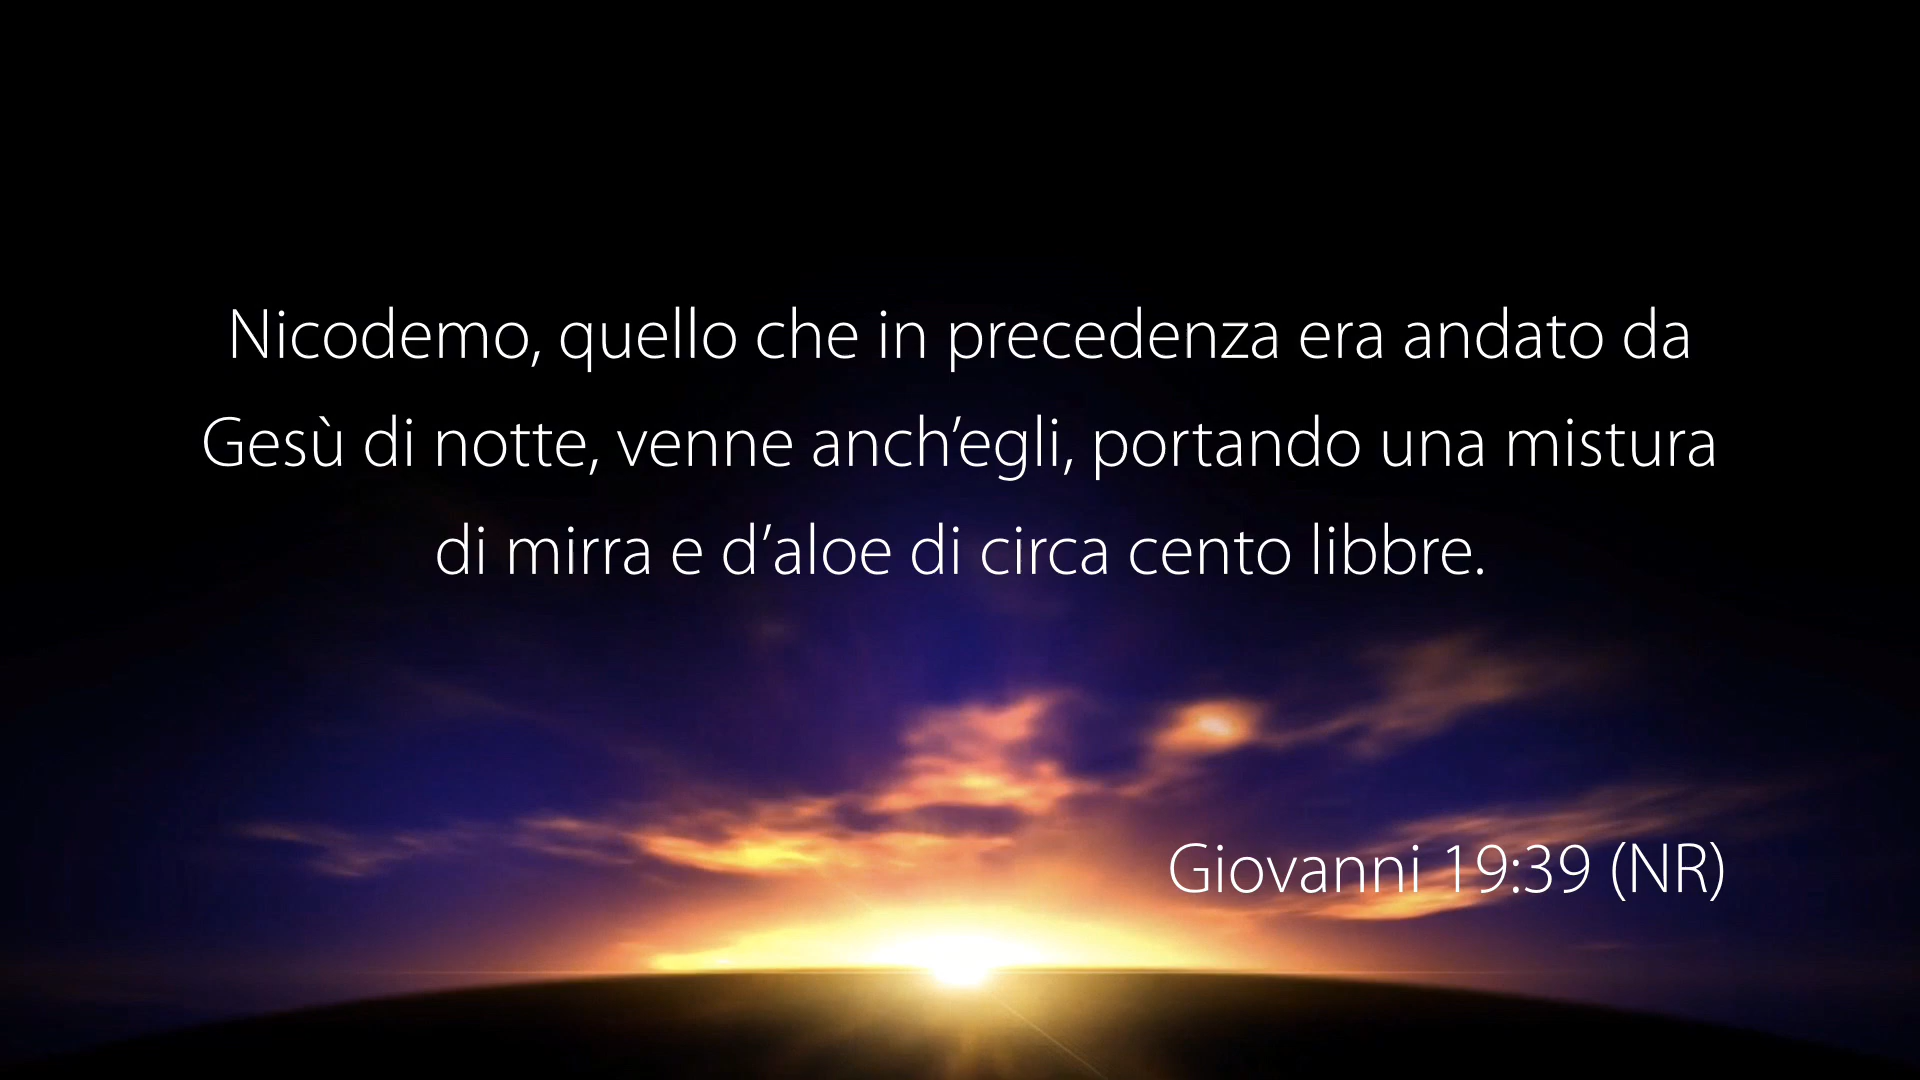 Nicodemo, quello che in precedenza era andato da
Gesù di notte, venne anch’egli, portando una mistura
di mirra e d’aloe di circa cento libbre.
Giovanni 19:39 (NR)